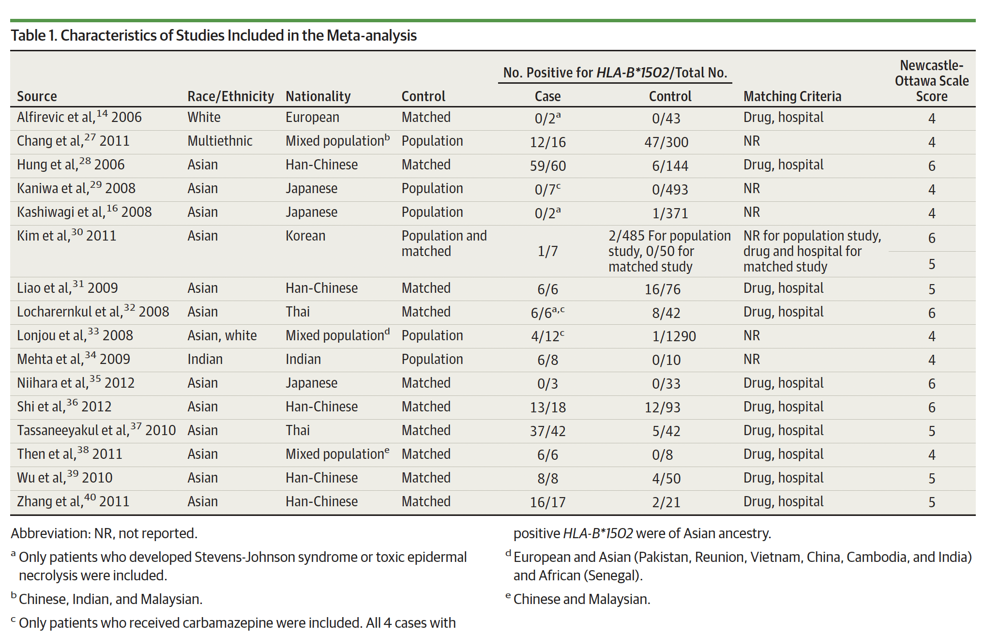 Table 1. Characteristics of Studies Included in the Meta-analysis
No. Positive for HLA-B*1502/Total No.
Newcastle-
Ottawa Scale
Source Race/Ethnicity Nationality Control Case Control Matching Criteria Score
Alfirevic et al,14 2006 White European Matched 0/2a 0/43 Drug, hospital 4
Chang et al,27 2011 Multiethnic Mixed populationb Population 12/16 47/300 NR 4
Hung et al,28 2006 Asian Han-Chinese Matched 59/60 6/144 Drug, hospital 6
Kaniwa et al,29 2008 Asian Japanese Population 0/7c 0/493 NR 4
Kashiwagi et al,16 2008 Asian Japanese Population 0/2a 1/371 NR 4
Kim et al,30 2011 Asian Korean Population and 2/485 For population NR for population study, 6
matched 1/7 study, 0/50 for drug and hospital for
matched study matched study 5
Liao et al,31 2009 Asian Han-Chinese Matched 6/6 16/76 Drug, hospital 5
Locharernkul et al,32 2008 Asian Thai Matched 6/6a,c 8/42 Drug, hospital 6
Lonjou et al,33 2008 Asian, white Mixed populationd Population 4/12c 1/1290 NR 4
Mehta et al,34 2009 Indian Indian Population 6/8 0/10 NR 4
Niihara et al,35 2012 Asian Japanese Matched 0/3 0/33 Drug, hospital 6
Shi et al,36 2012 Asian Han-Chinese Matched 13/18 12/93 Drug, hospital 6
Tassaneeyakul et al,37 2010 Asian Thai Matched 37/42 5/42 Drug, hospital 5
Then et al,38 2011 Asian Mixed populatione Matched 6/6 0/8 Drug, hospital 4
Wu et al,39 2010 Asian Han-Chinese Matched 8/8 4/50 Drug, hospital 5
Zhang et al,40 2011 Asian Han-Chinese Matched 16/17 2/21 Drug, hospital 5
Abbreviation: NR, not reported.
a Only patients who developed Stevens-Johnson syndrome or toxic epidermal
necrolysis were included.
b Chinese, Indian, and Malaysian.
c Only patients who received carbamazepine were included. All 4 cases with
positive HLA-B*1502 were of Asian ancestry.
d European and Asian (Pakistan, Reunion, Vietnam, China, Cambodia, and India)
and African (Senegal).
e Chinese and Malaysian.